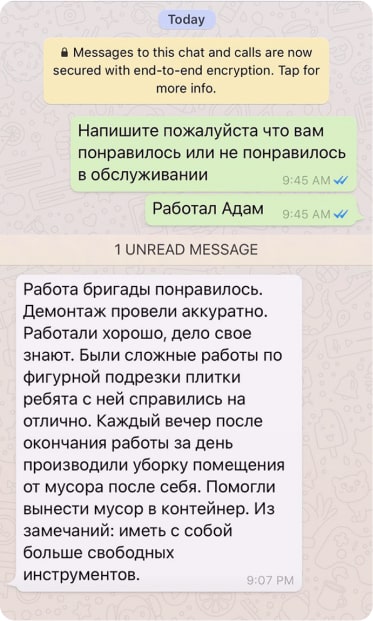 Today
🔒 Messages to this chat and calls are now
secured with end-to-end encryption. Tap for
more info.
Напишите пожалуйста что вам
понравилось или не понравилось
в обслуживании
9:45 AM
Работал Адам
9:45 AM
1 UNREAD MESSAGE
Работа бригады понравилось.
Демонтаж провели аккуратно.
Работали хорошо, дело свое
знают. Были сложные работы по
фигурной подрезки плитки
ребята с ней справились на
отлично. Каждый вечер после
окончания работы за день
производили уборку помещения
от мусора после себя. Помогли
вынести мусор в контейнер. Из
замечаний: иметь с собой
больше свободных
инструментов.
9:07 PM